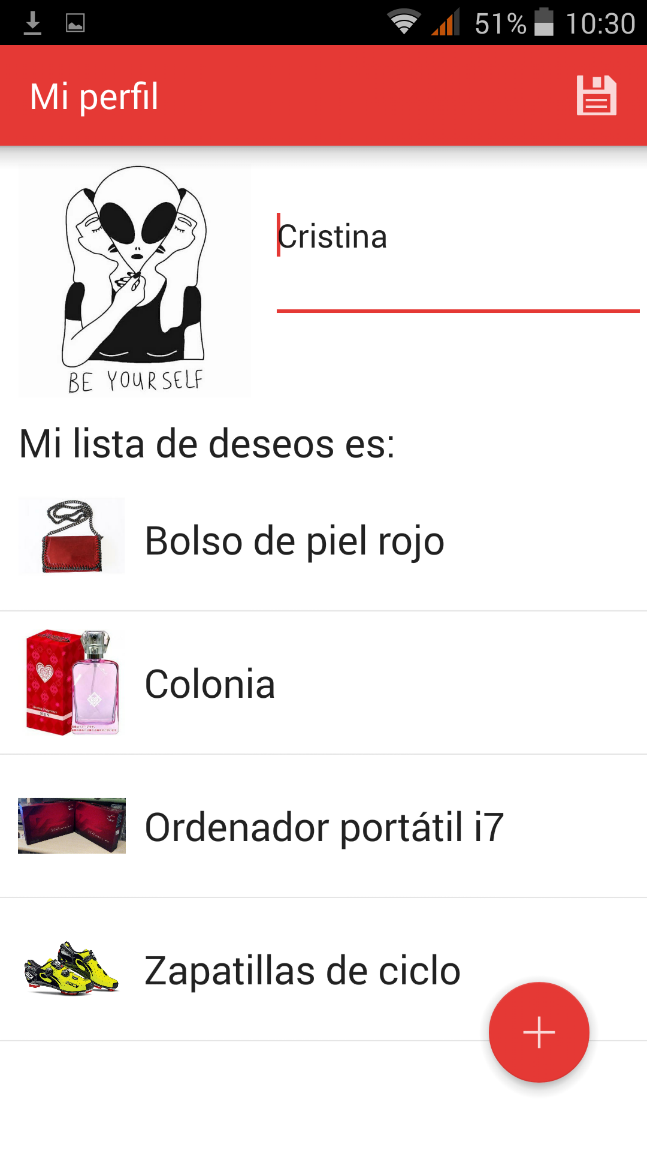 51% 10:30
Mi perfil
Cristina
BE YOURSELF
Mi lista de deseos es:
Bolso de piel rojo
Colonia
Ordenador portátil i7
Zapatillas de ciclo